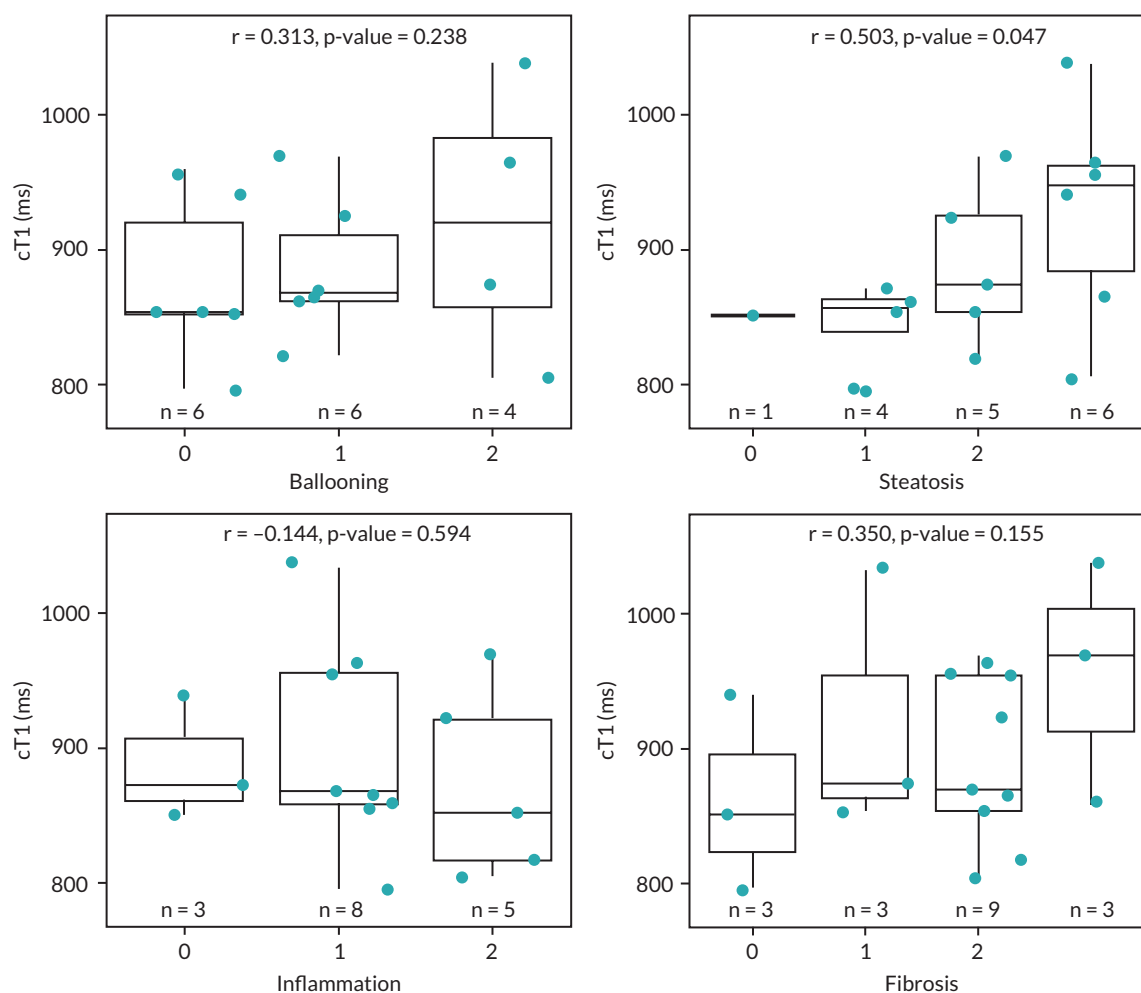 r = 0.313, p-value = 0.238
1000
900
800
cT1 (ms)
n = 6
n = 6
n = 4
0
1
2
Ballooning
r = 0.503, p-value = 0.047
1000
900
800
cT1 (ms)
n = 1
n = 4
n = 5
n = 6
0
1
2
Steatosis
r = –0.144, p-value = 0.594
1000
900
800
cT1 (ms)
n = 3
n = 8
n = 5
0
1
2
Inflammation
r = 0.350, p-value = 0.155
1000
900
800
cT1 (ms)
n = 3
n = 3
n = 9
n = 3
0
1
2
Fibrosis